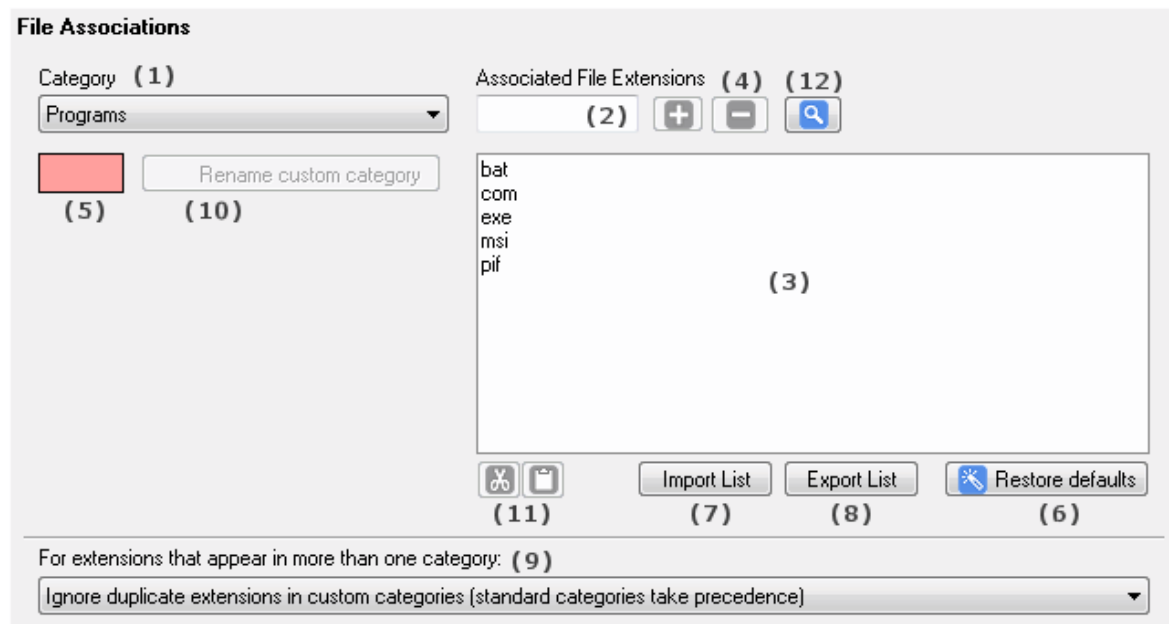 File Associations
Category (1)
Associated File Extensions (4) (12)
Programs
(2)
Rename custom category
(5) (10)
bat
com
exe
msi
pif
(3)
Import List Export List Restore defaults
(11) (7) (8) (6)
For extensions that appear in more than one category: (9)
Ignore duplicate extensions in custom categories (standard categories take precedence)